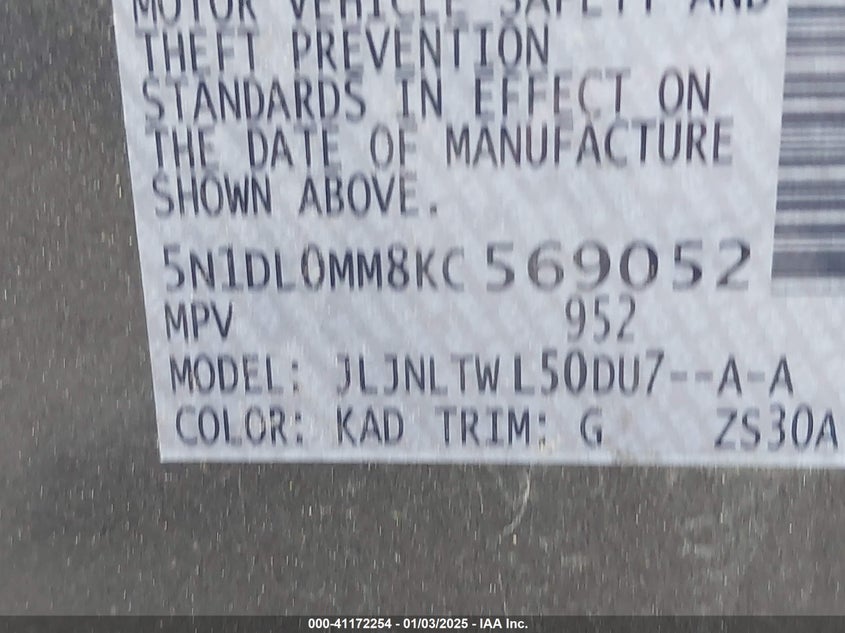 MOTOR VEHICLE SAFETY AND
THEFT PREVENTION
STANDARDS IN EFFECT ON
THE DATE OF MANUFACTURE
SHOWN ABOVE.
5N1DL0MM8KC569052
MPV 952
MODEL: JLJNLTWL50DU7--A-A
COLOR: KAD TRIM: G ZS30A
000-41172254 - 01/03/2025 - IAA Inc.